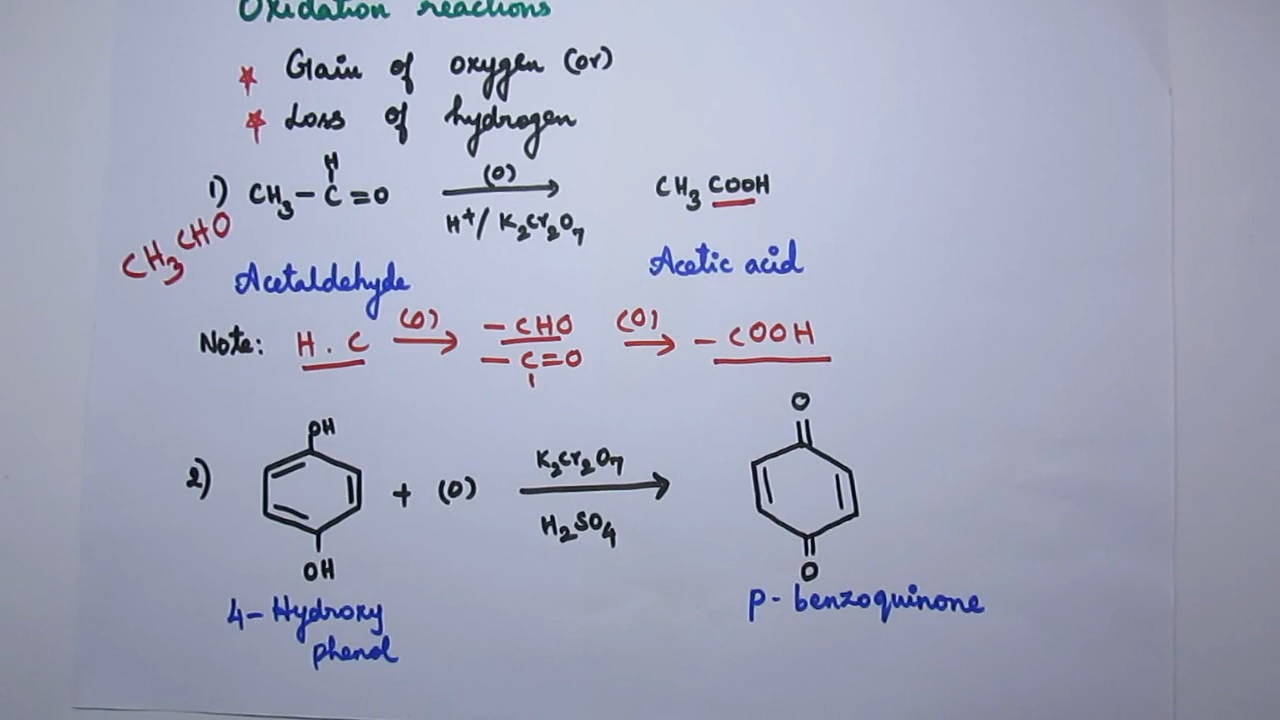 Oxidation reactions
* Gain of oxygen (or)
* Loss of hydrogen
H
1) CH3 – C = O (O) CH3 COOH
H+/ K2Cr2O7
CH3CHO
Acetaldehyde Acetic acid
Note: H . C (O) – CHO (O) – COOH
– C = O
O
OH
2) + (O) K2Cr2O7
H2SO4
OH O
4 – Hydroxy p - benzoquinone
phenol